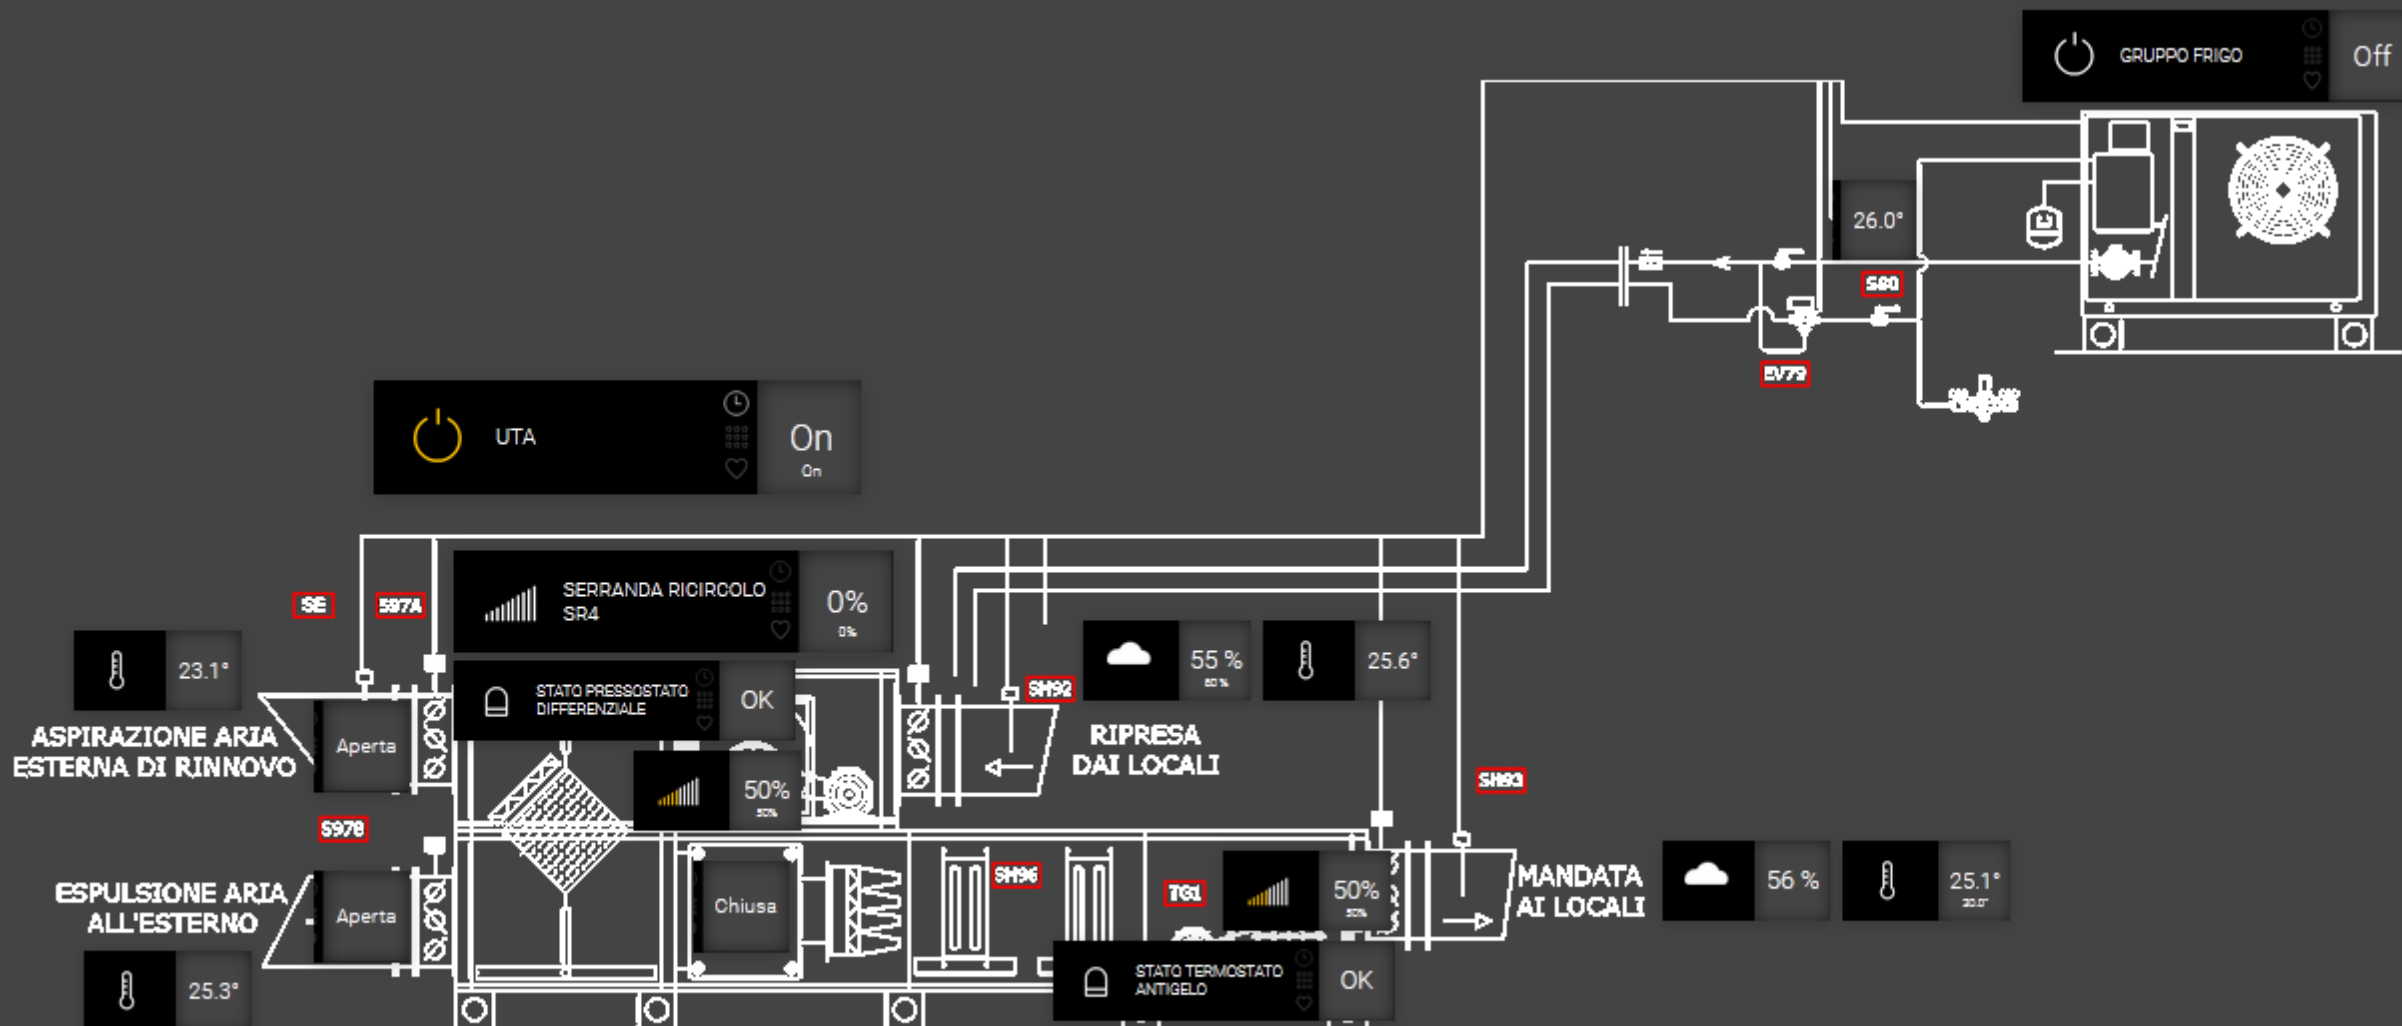 GRUPPO FRIGO
Off
26.0°
S80
EV79
UTA
On
On
SE
S97A
SERRANDA RICIRCOLO
SR4
0%
0%
23.1°
STATO PRESSOSTATO
DIFFERENZIALE
OK
SH92
55 %
25.6°
ASPIRAZIONE ARIA
ESTERNA DI RINNOVO
Aperta
RIPRESA
DAI LOCALI
50%
50%
SH93
S97B
ESPULSIONE ARIA
ALL'ESTERNO
Aperta
Chiusa
SH96
TG1
50%
50%
MANDATA
AI LOCALI
56 %
25.1°
25.3°
STATO TERMOSTATO
ANTIGELO
OK